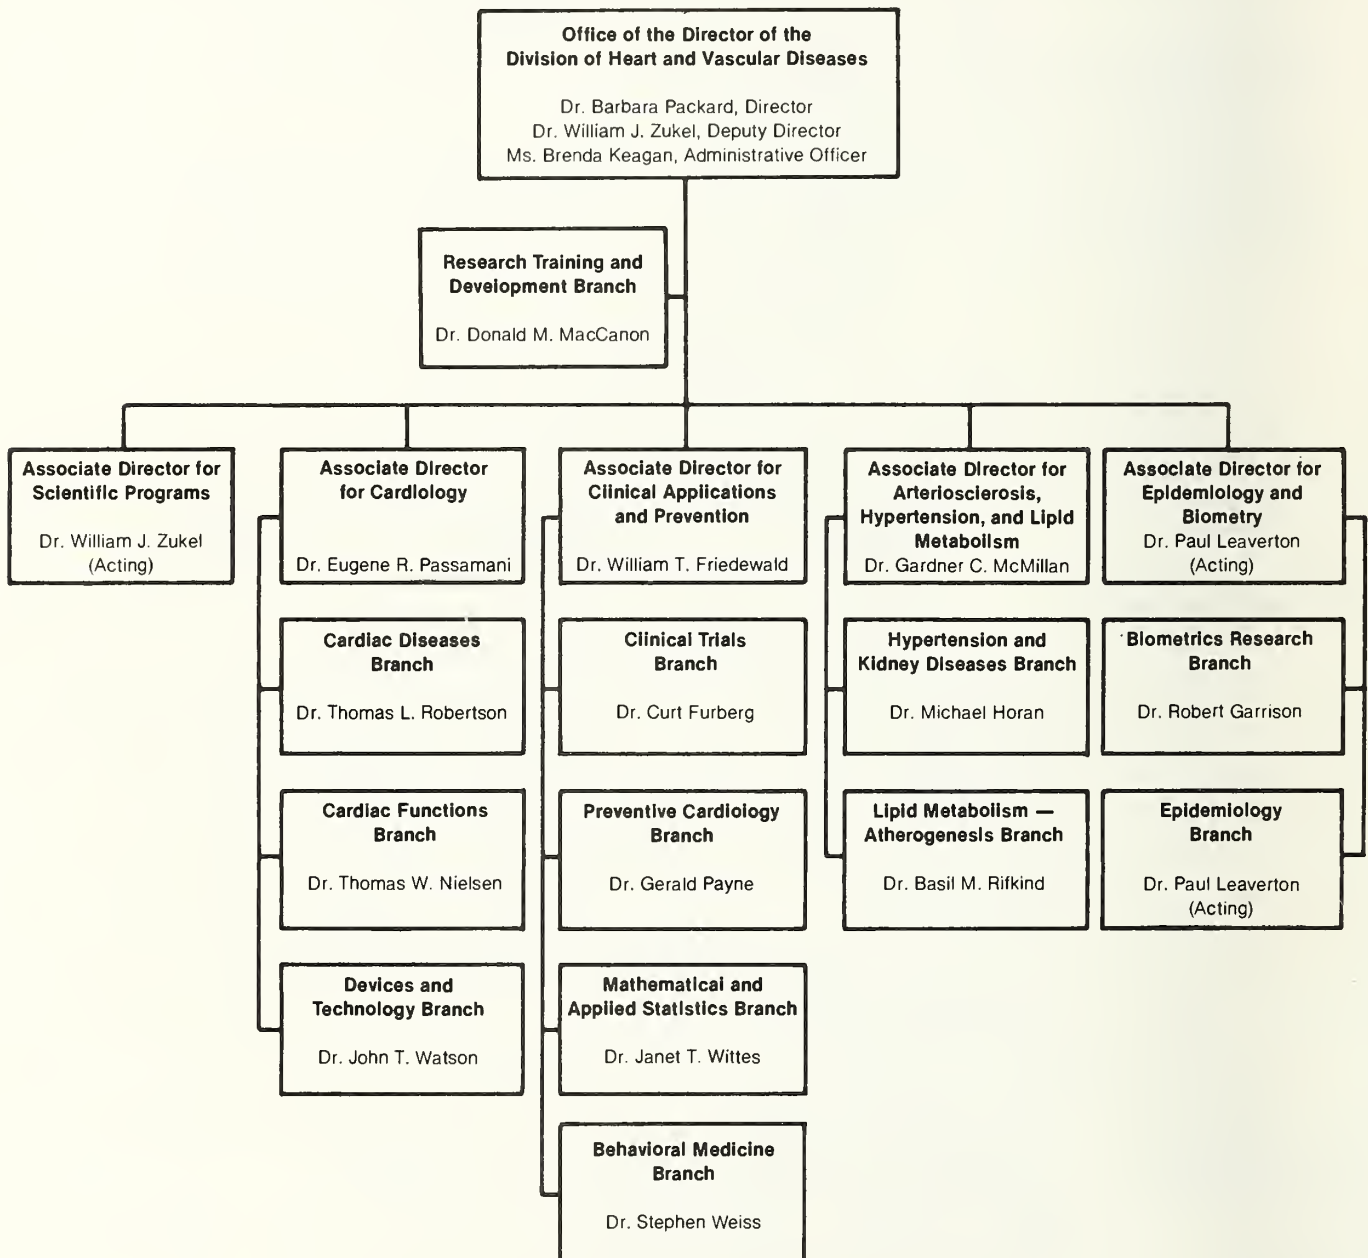 Office of the Director of the
Division of Heart and Vascular Diseases
Dr. Barbara Packard, Director
Dr. William J. Zukel, Deputy Director
Ms. Brenda Keagan, Administrative Officer
Research Training and
Development Branch
Dr. Donald M. MacCanon
Associate Director for
Scientific Programs
Dr. William J. Zukel
(Acting)
Associate Director
for Cardiology
Dr. Eugene R. Passamani
Cardiac Diseases
Branch
Dr. Thomas L. Robertson
Cardiac Functions
Branch
Dr. Thomas W. Nielsen
Devices and
Technology Branch
Dr. John T. Watson
Associate Director for
Clinical Applications
and Prevention
Dr. William T. Friedewald
Clinical Trials
Branch
Dr. Curt Furberg
Preventive Cardiology
Branch
Dr. Gerald Payne
Mathematical and
Applied Statistics Branch
Dr. Janet T. Wittes
Behavioral Medicine
Branch
Dr. Stephen Weiss
Associate Director for
Arteriosclerosis,
Hypertension, and Lipid
Metabolism
Dr. Gardner C. McMillan
Hypertension and
Kidney Diseases Branch
Dr. Michael Horan
Lipid Metabolism —
Atherogenesis Branch
Dr. Basil M. Rifkind
Associate Director for
Epidemiology and
Biometry
Dr. Paul Leaverton
(Acting)
Biometrics Research
Branch
Dr. Robert Garrison
Epidemiology
Branch
Dr. Paul Leaverton
(Acting)